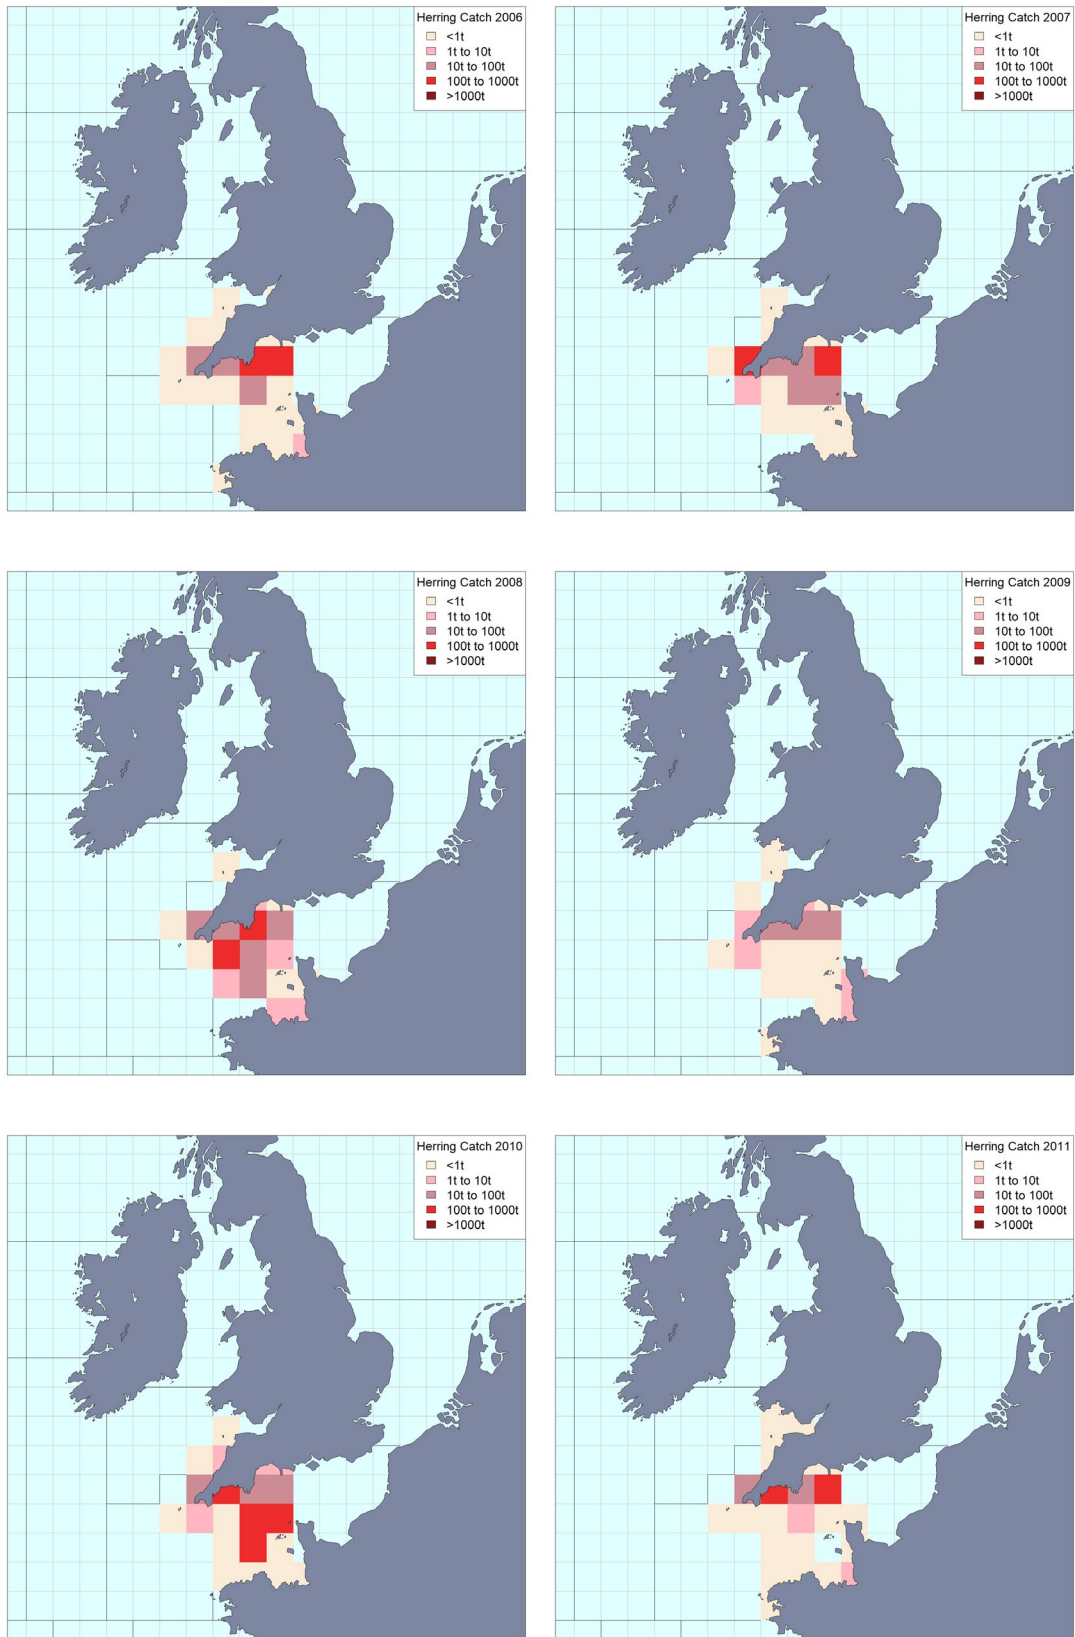 Herring Catch 2006
<1t
1t to 10t
10t to 100t
100t to 1000t
>1000t
Herring Catch 2007
<1t
1t to 10t
10t to 100t
100t to 1000t
>1000t
Herring Catch 2008
<1t
1t to 10t
10t to 100t
100t to 1000t
>1000t
Herring Catch 2009
<1t
1t to 10t
10t to 100t
100t to 1000t
>1000t
Herring Catch 2010
<1t
1t to 10t
10t to 100t
100t to 1000t
>1000t
Herring Catch 2011
<1t
1t to 10t
10t to 100t
100t to 1000t
>1000t